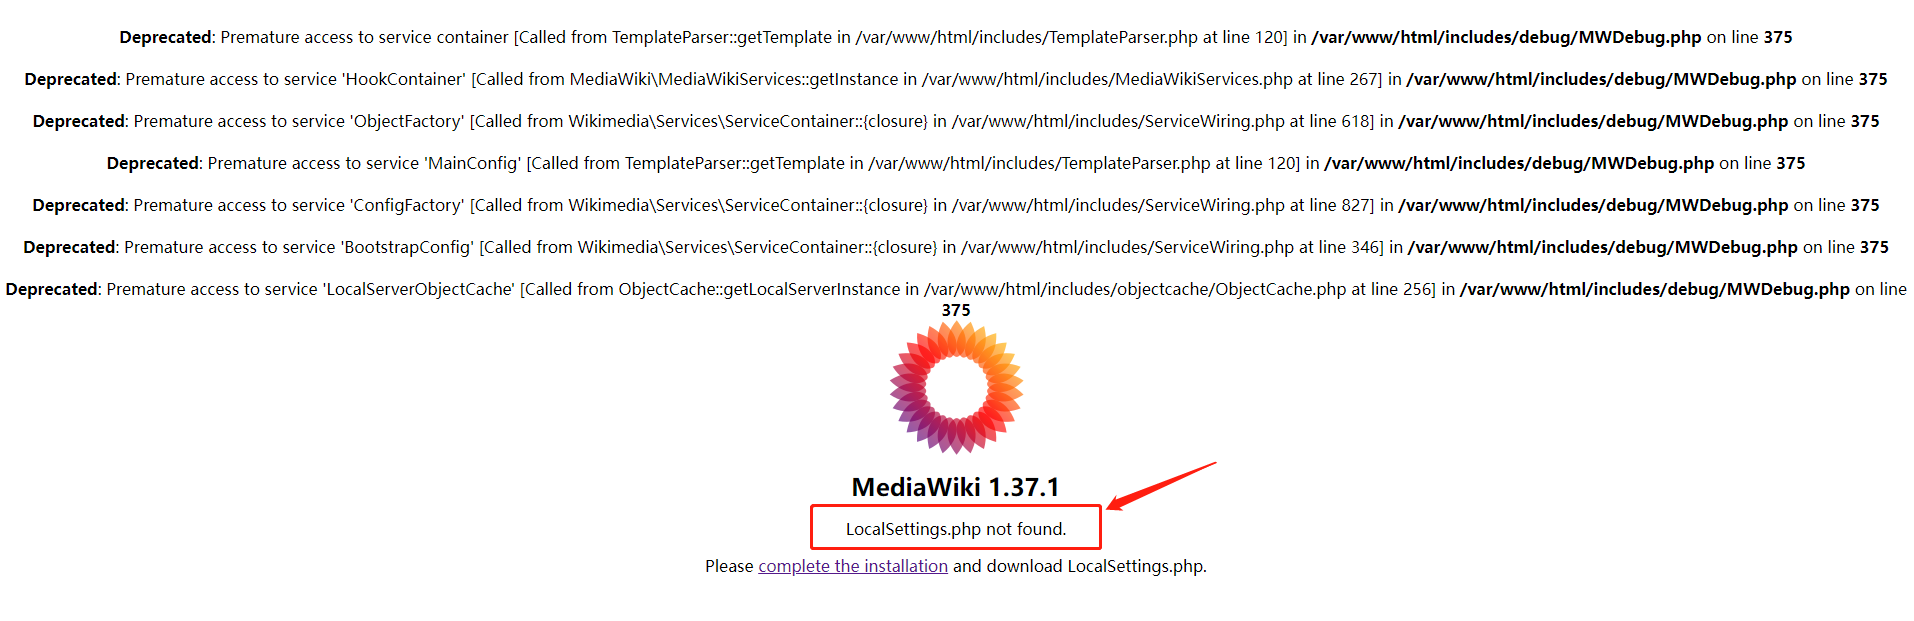 Deprecated: Premature access to service container [Called from TemplateParser::getTemplate in /var/www/html/includes/TemplateParser.php at line 120] in /var/www/html/includes/debug/MWDebug.php on line 375
Deprecated: Premature access to service 'HookContainer' [Called from MediaWiki\MediaWikiServices::getInstance in /var/www/html/includes/MediaWikiServices.php at line 267] in /var/www/html/includes/debug/MWDebug.php on line 375
Deprecated: Premature access to service 'ObjectFactory' [Called from Wikimedia\Services\ServiceContainer::{closure} in /var/www/html/includes/ServiceWiring.php at line 618] in /var/www/html/includes/debug/MWDebug.php on line 375
Deprecated: Premature access to service 'MainConfig' [Called from TemplateParser::getTemplate in /var/www/html/includes/TemplateParser.php at line 120] in /var/www/html/includes/debug/MWDebug.php on line 375
Deprecated: Premature access to service 'ConfigFactory' [Called from Wikimedia\Services\ServiceContainer::{closure} in /var/www/html/includes/ServiceWiring.php at line 827] in /var/www/html/includes/debug/MWDebug.php on line 375
Deprecated: Premature access to service 'BootstrapConfig' [Called from Wikimedia\Services\ServiceContainer::{closure} in /var/www/html/includes/ServiceWiring.php at line 346] in /var/www/html/includes/debug/MWDebug.php on line 375
Deprecated: Premature access to service 'LocalServerObjectCache' [Called from ObjectCache::getLocalServerInstance in /var/www/html/includes/objectcache/ObjectCache.php at line 256] in /var/www/html/includes/debug/MWDebug.php on line
375
MediaWiki 1.37.1
LocalSettings.php not found.
Please complete the installation and download LocalSettings.php.